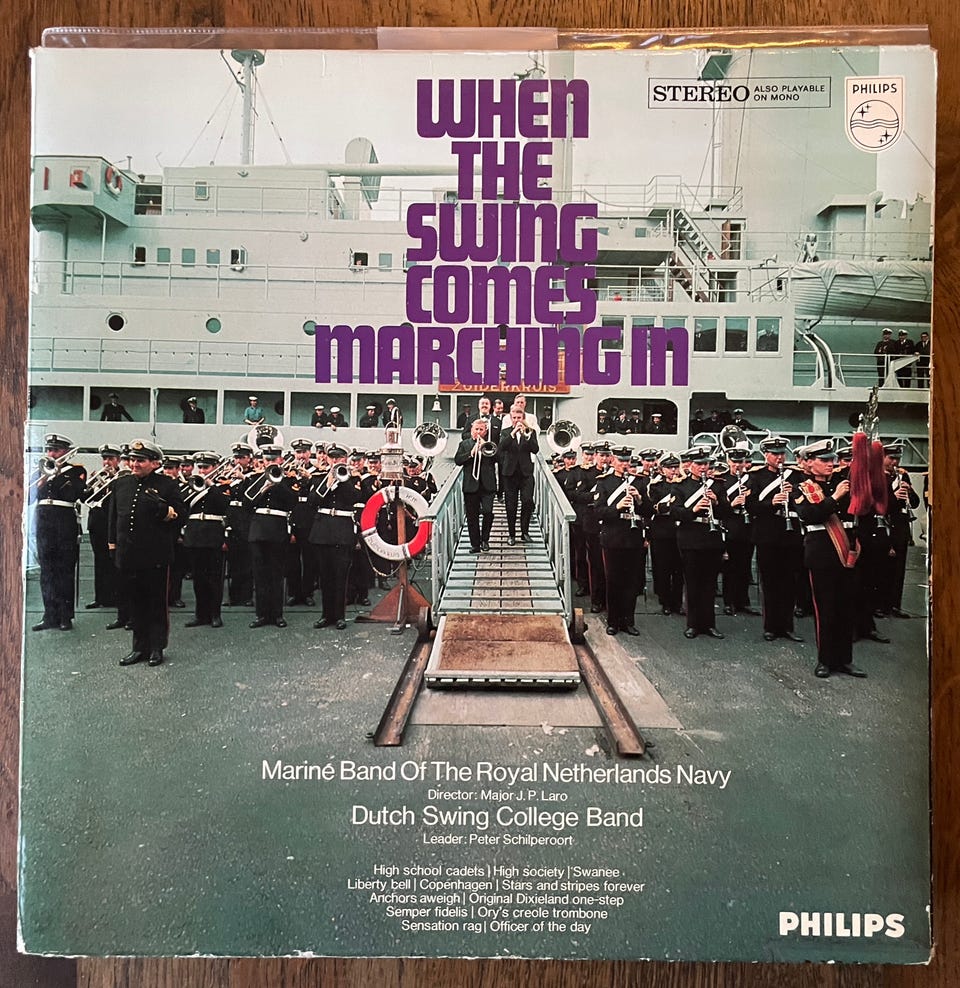 WHEN
THE
SWING
COMES
MARCHING IN
STEREO ALSO PLAYABLE
ON MONO
PHILIPS
ZUIDERKRUIS
Marine Band Of The Royal Netherlands Navy
Director: Major J. P. Laro
Dutch Swing College Band
Leader: Peter Schilperoort
High school cadets | High society | Swanee
Liberty bell | Copenhagen | Stars and stripes forever
Anchors aweigh | Original Dixieland one-step
Semper fidelis | Ory's creole trombone
Sensation rag | Officer of the day
PHILIPS